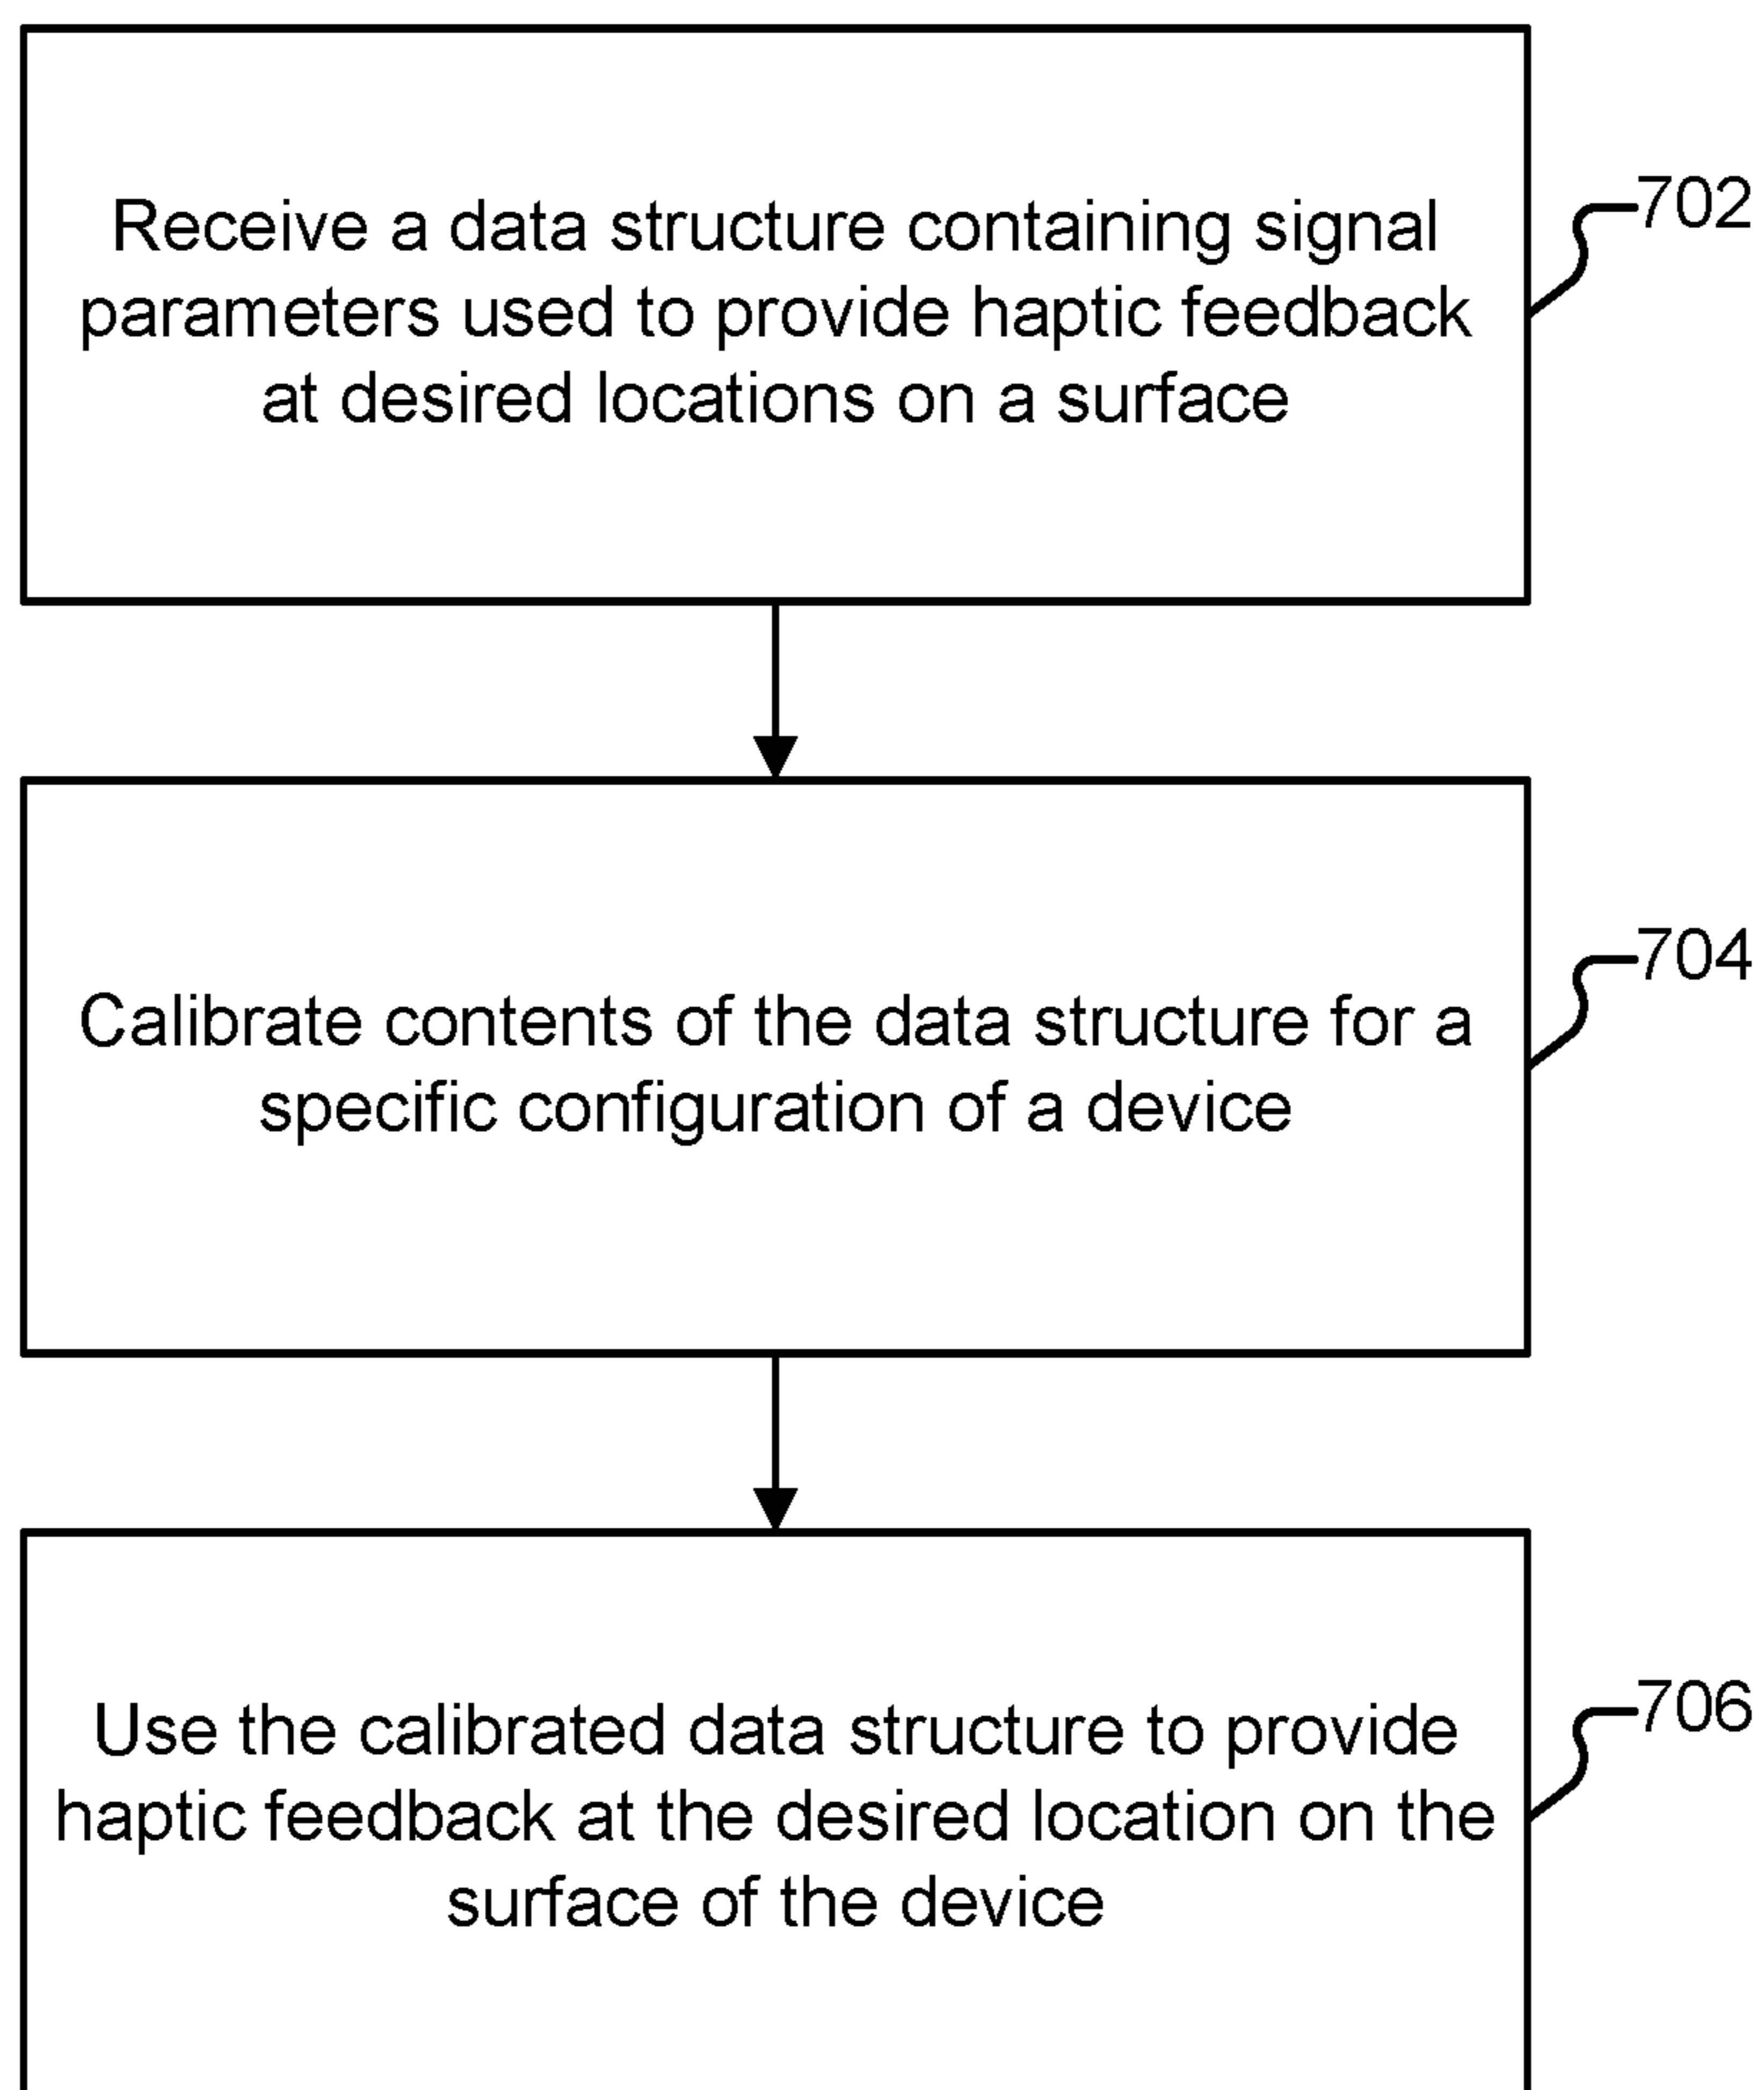 Receive a data structure containing signal
parameters used to provide haptic feedback
at desired locations on a surface
702
Calibrate contents of the data structure for a
specific configuration of a device
704
Use the calibrated data structure to provide
haptic feedback at the desired location on the
surface of the device
706